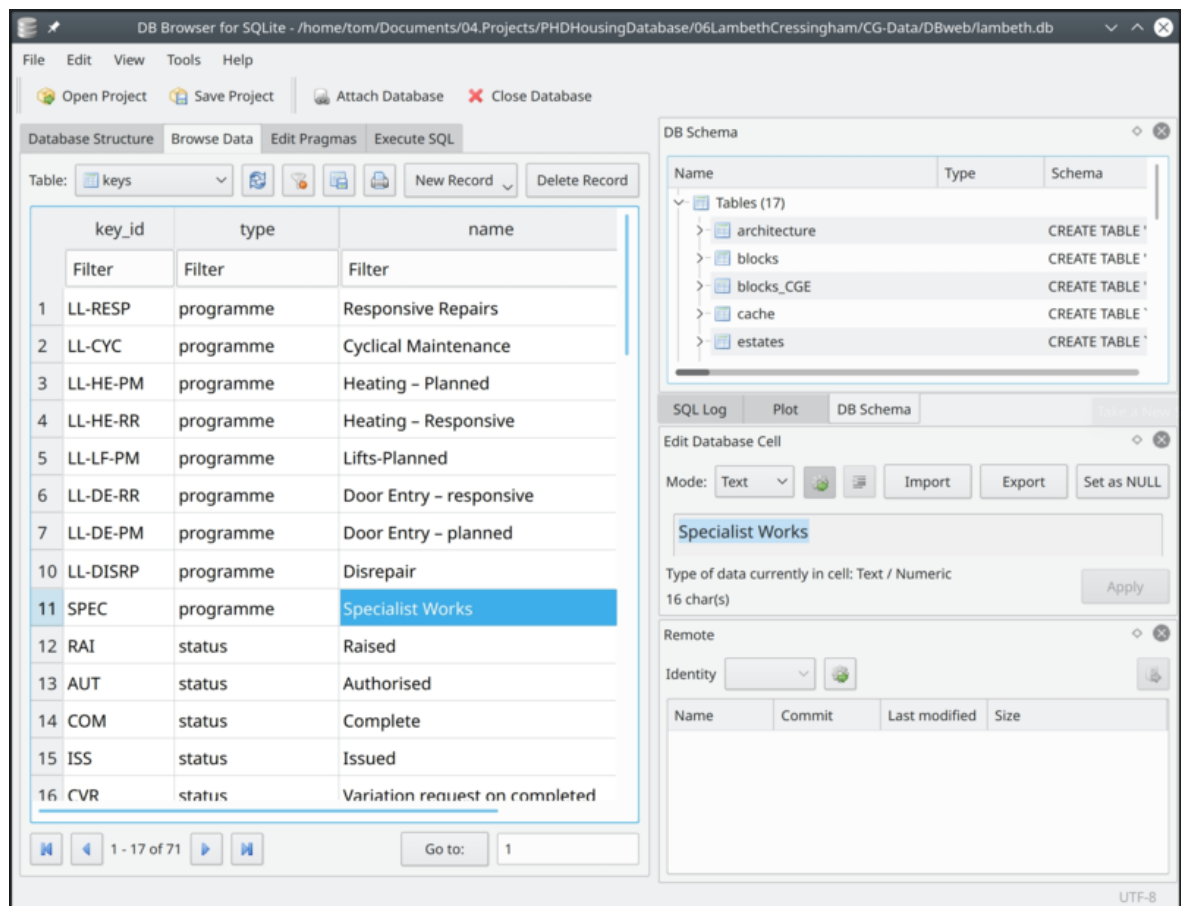 DB Browser for SQLite - /home/tom/Documents/04.Projects/PHDHousingDatabase/06LambethCressingham/CG-Data/DBweb/lambeth.db
File Edit View Tools Help
Open Project Save Project Attach Database Close Database
Database Structure Browse Data Edit Pragmas Execute SQL
Table: keys New Record Delete Record
key_id type name
Filter Filter Filter
1 LL-RESP programme Responsive Repairs
2 LL-CYC programme Cyclical Maintenance
3 LL-HE-PM programme Heating – Planned
4 LL-HE-RR programme Heating – Responsive
5 LL-LF-PM programme Lifts-Planned
6 LL-DE-RR programme Door Entry – responsive
7 LL-DE-PM programme Door Entry – planned
10 LL-DISRP programme Disrepair
11 SPEC programme Specialist Works
12 RAI status Raised
13 AUT status Authorised
14 COM status Complete
15 ISS status Issued
16 CVR status Variation request on completed
1 - 17 of 71 Go to: 1
DB Schema
Name Type Schema
Tables (17)
architecture CREATE TABLE '
blocks CREATE TABLE '
blocks_CGE CREATE TABLE '
cache CREATE TABLE `
estates CREATE TABLE `
SQL Log Plot DB Schema
Edit Database Cell
Mode: Text Import Export Set as NULL
Specialist Works
Type of data currently in cell: Text / Numeric
16 char(s)
Apply
Remote
Identity
Name Commit Last modified Size
UTF-8